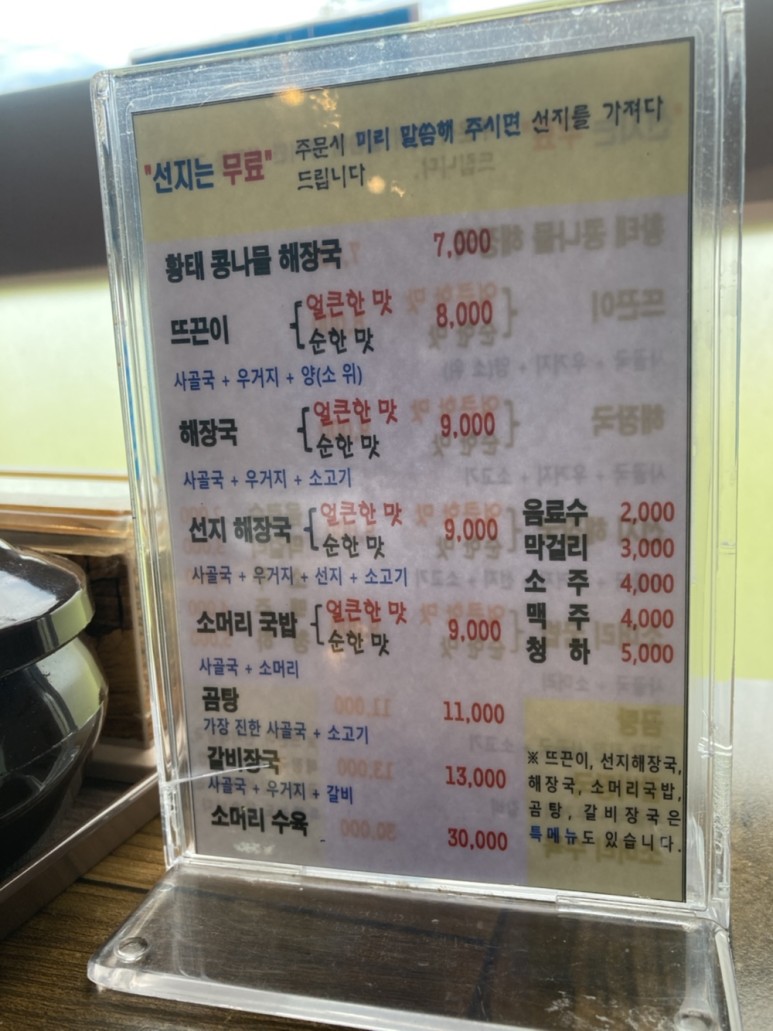 "선지는 무료" 주문시 미리 말씀해 주시면 선지를 가져다
드립니다
황태 콩나물 해장국 7,000
뜨끈이 얼큰한 맛 8,000
순한 맛
사골국 + 우거지 + 양(소 위)
해장국 얼큰한 맛 9,000
순한 맛
사골국 + 우거지 + 소고기
선지 해장국 얼큰한 맛 9,000
순한 맛
사골국 + 우거지 + 선지 + 소고기
소머리 국밥 얼큰한 맛 9,000
순한 맛
사골국 + 소머리
곰탕 11,000
가장 진한 사골국 + 소고기
갈비장국 13,000
사골국 + 우거지 + 갈비
소머리 수육 30,000
음료수 2,000
막걸리 3,000
소 주 4,000
맥 주 4,000
청 하 5,000
※ 뜨끈이, 선지해장국,
해장국, 소머리국밥,
곰탕, 갈비장국은
특메뉴도 있습니다.